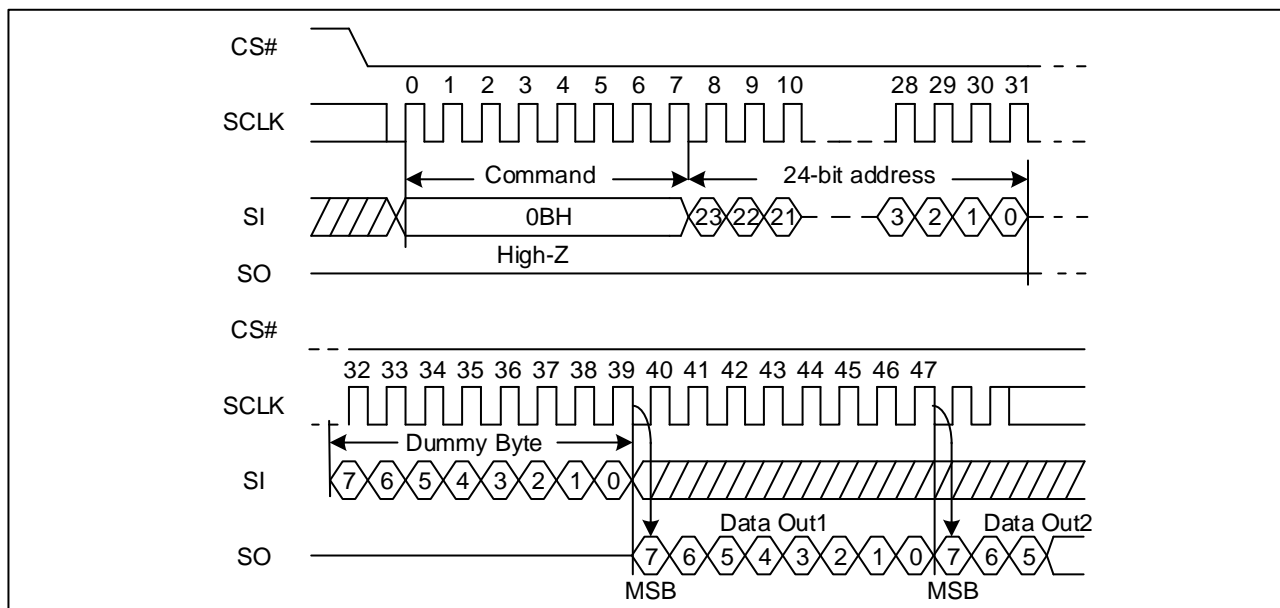 CS#
0 1 2 3 4 5 6 7 8 9 10 28 29 30 31
SCLK
Command 24-bit address
SI 0BH 23 22 21 3 2 1 0
High-Z
SO
CS#
32 33 34 35 36 37 38 39 40 41 42 43 44 45 46 47
SCLK
Dummy Byte
SI 7 6 5 4 3 2 1 0
Data Out1 Data Out2
SO 7 6 5 4 3 2 1 0 7 6 5
MSB MSB